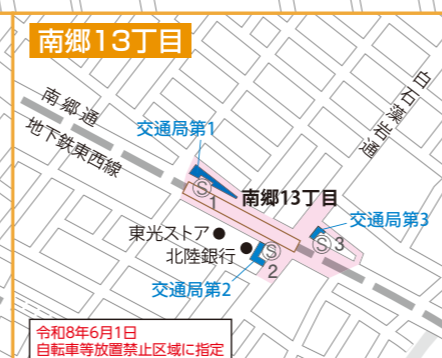 南郷13丁目
南郷通
地下鉄東西線
白石藻岩通
交通局第1
Ⓢ1
南郷13丁目
交通局第3
Ⓢ3
東光ストア
北陸銀行
Ⓢ2
交通局第2
令和8年6月1日
自転車等放置禁止区域に指定